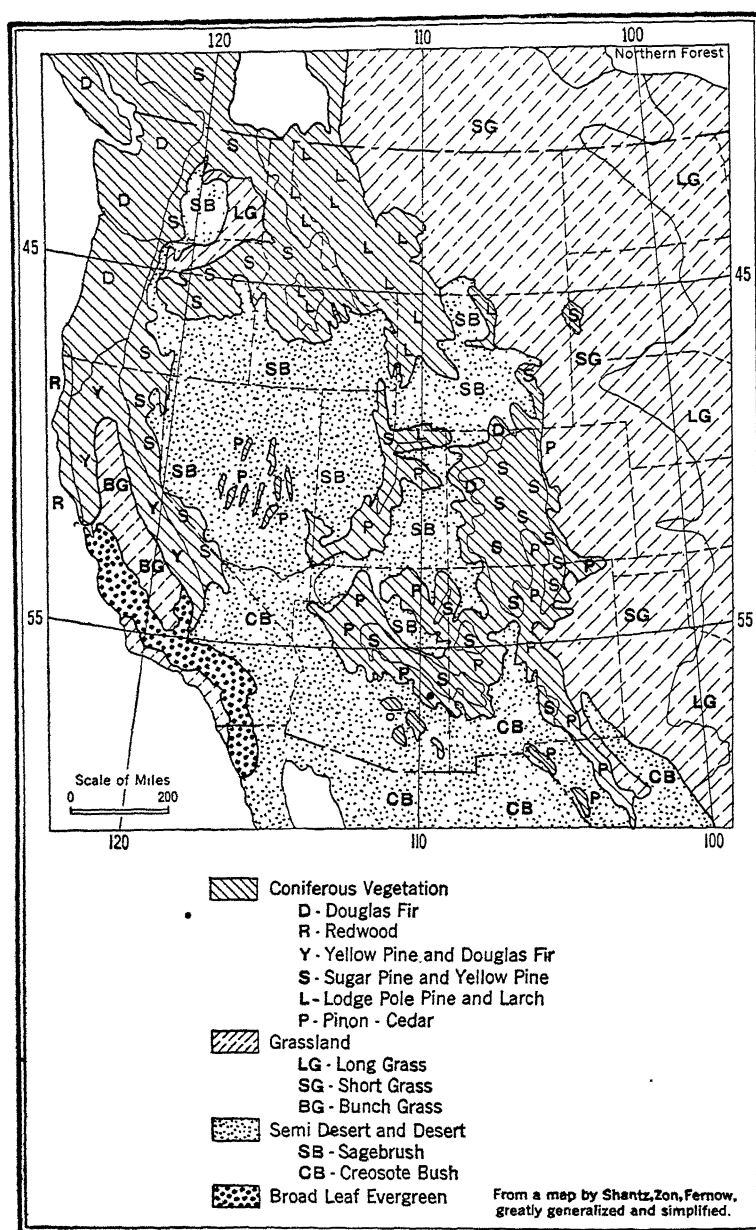 120 110 100
Northern Forest
D S
SG
D S
L
L L
LG
D SB LG L
S L L
45 S S L 45
D S
S S L SB L S
SB L SG
S SB S
R Y S L LG
S L D P
P S
Y S SB P SB P D S S
BG P P SB S S
R Y P S P S P
Y S S
BG
55 CB P L S S SG 55
P SB S
S P
P S S P LG
CB P CB
Scale of Miles
0 200
P P
CB CB
120 110 100
Coniferous Vegetation
D - Douglas Fir
R - Redwood
Y - Yellow Pine and Douglas Fir
S - Sugar Pine and Yellow Pine
L - Lodge Pole Pine and Larch
P - Pinon - Cedar
Grassland
LG - Long Grass
SG - Short Grass
BG - Bunch Grass
Semi Desert and Desert
SB - Sagebrush
CB - Creosote Bush
Broad Leaf Evergreen
From a map by Shantz, Zon, Fernow,
greatly generalized and simplified.